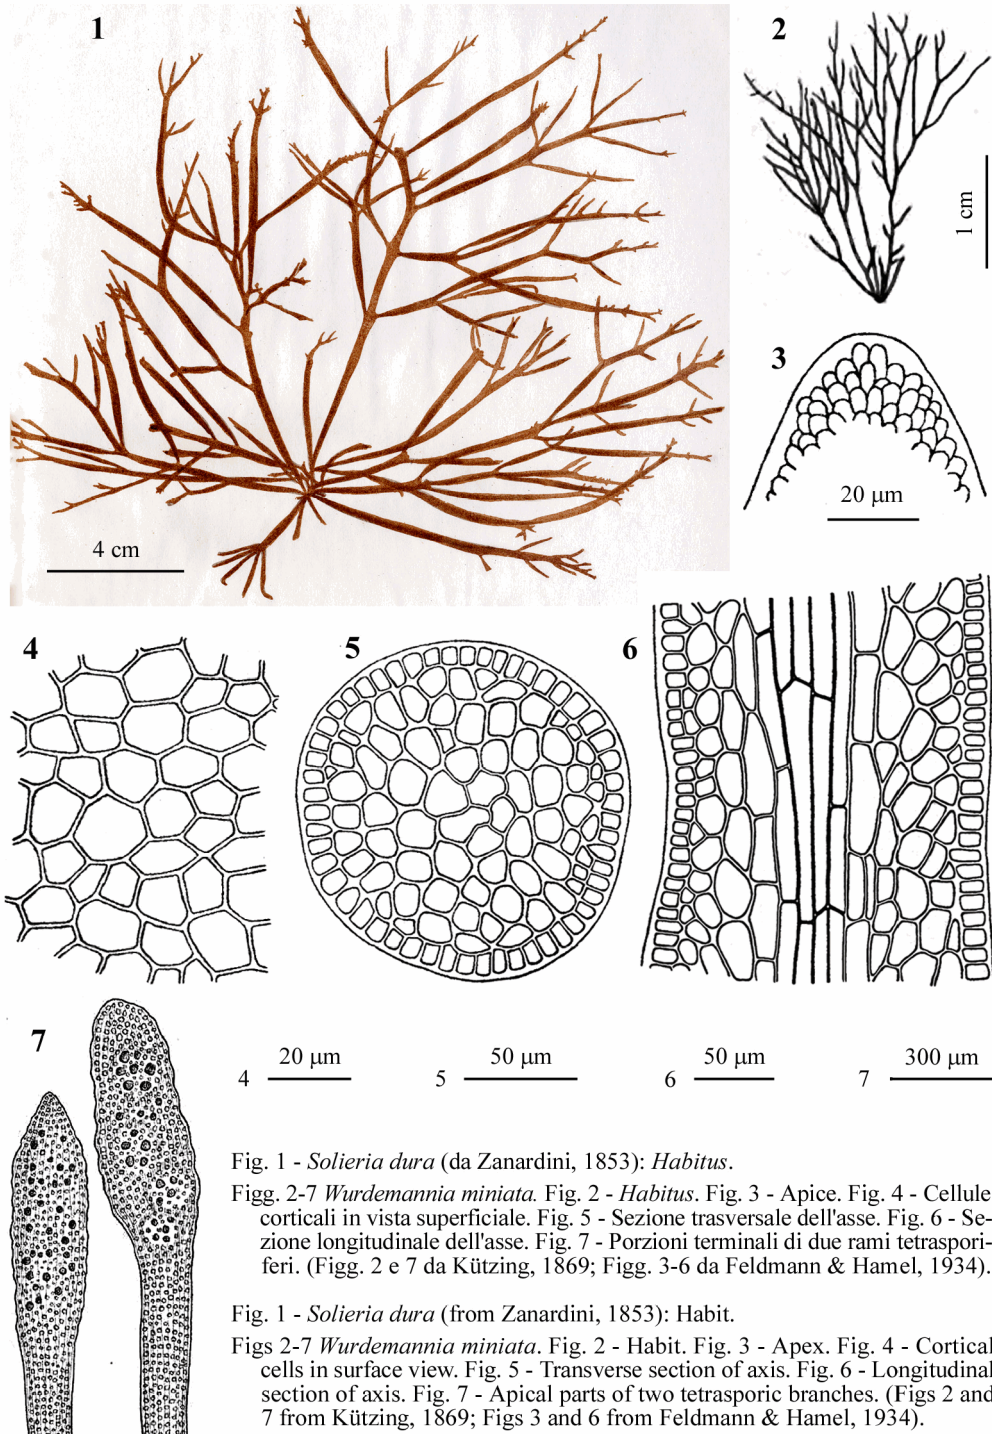 1
2
1 cm
3
20 μm
4 cm
4
5
6
7
4
20 μm
5
50 μm
6
50 μm
7
300 μm
Fig. 1 - Solieria dura (da Zanardini, 1853): Habitus.
Figg. 2-7 Wurdemannia miniata. Fig. 2 - Habitus. Fig. 3 - Apice. Fig. 4 - Cellule
corticali in vista superficiale. Fig. 5 - Sezione trasversale dell'asse. Fig. 6 - Se-
zione longitudinale dell'asse. Fig. 7 - Porzioni terminali di due rami tetraspori-
feri. (Figg. 2 e 7 da Kützing, 1869; Figg. 3-6 da Feldmann & Hamel, 1934).
Fig. 1 - Solieria dura (from Zanardini, 1853): Habit.
Figs 2-7 Wurdemannia miniata. Fig. 2 - Habit. Fig. 3 - Apex. Fig. 4 - Cortical
cells in surface view. Fig. 5 - Transverse section of axis. Fig. 6 - Longitudinal
section of axis. Fig. 7 - Apical parts of two tetrasporic branches. (Figs 2 and
7 from Kützing, 1869; Figs 3 and 6 from Feldmann & Hamel, 1934).